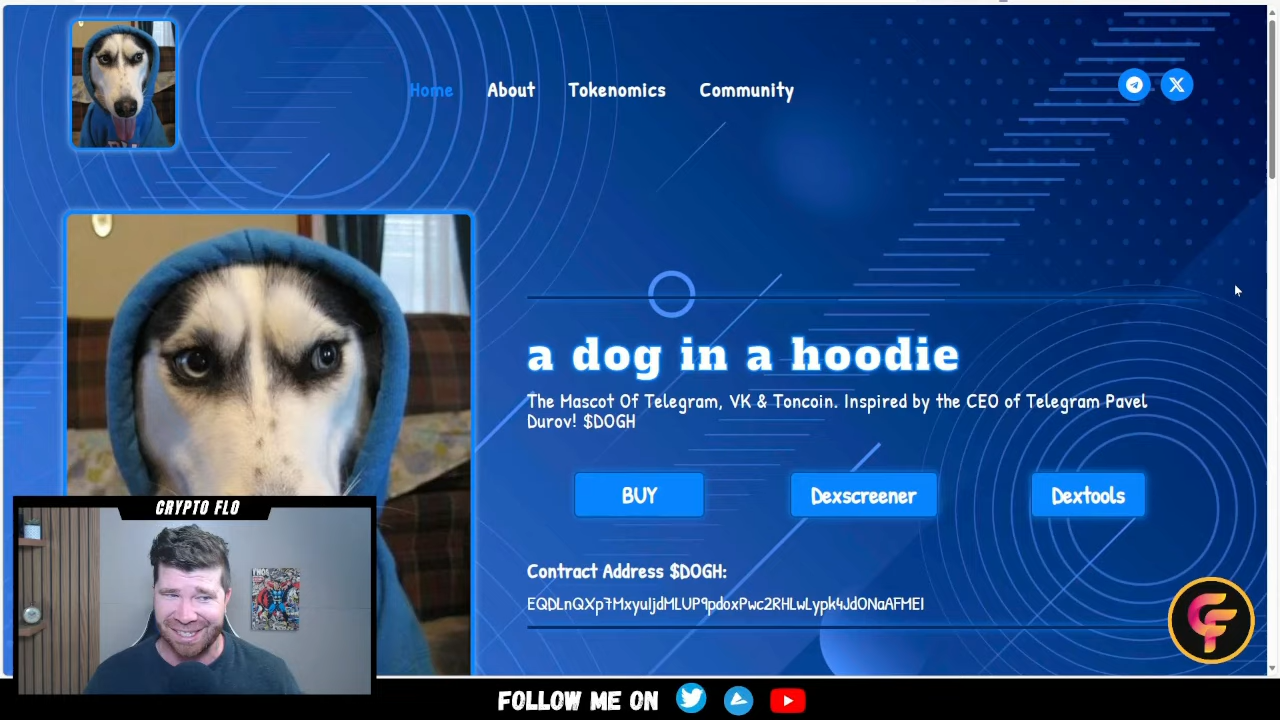 Home About Tokenomics Community
a dog in a hoodie
The Mascot Of Telegram, VK & Toncoin. Inspired by the CEO of Telegram Pavel
Durov! $DOGH
BUY Dexscreener Dextools
Contract Address $DOGH:
EQDLnQXp7MxyuljdMLUP9pdoxPwc2RHLwLypk4JdONaAFMEI
CRYPTO FLO
FOLLOW ME ON